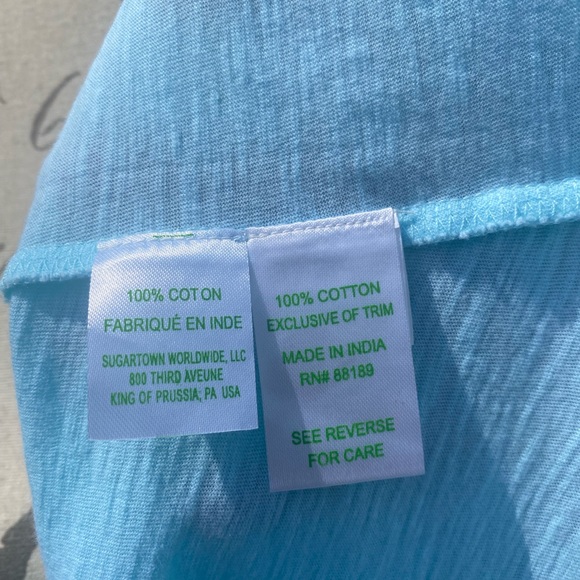 100% COTON
FABRIQUÉ EN INDE
SUGARTOWN WORLDWIDE, LLC
800 THIRD AVEUNE
KING OF PRUSSIA, PA USA
100% COTTON
EXCLUSIVE OF TRIM
MADE IN INDIA
RN# 68189
SEE REVERSE
FOR CARE